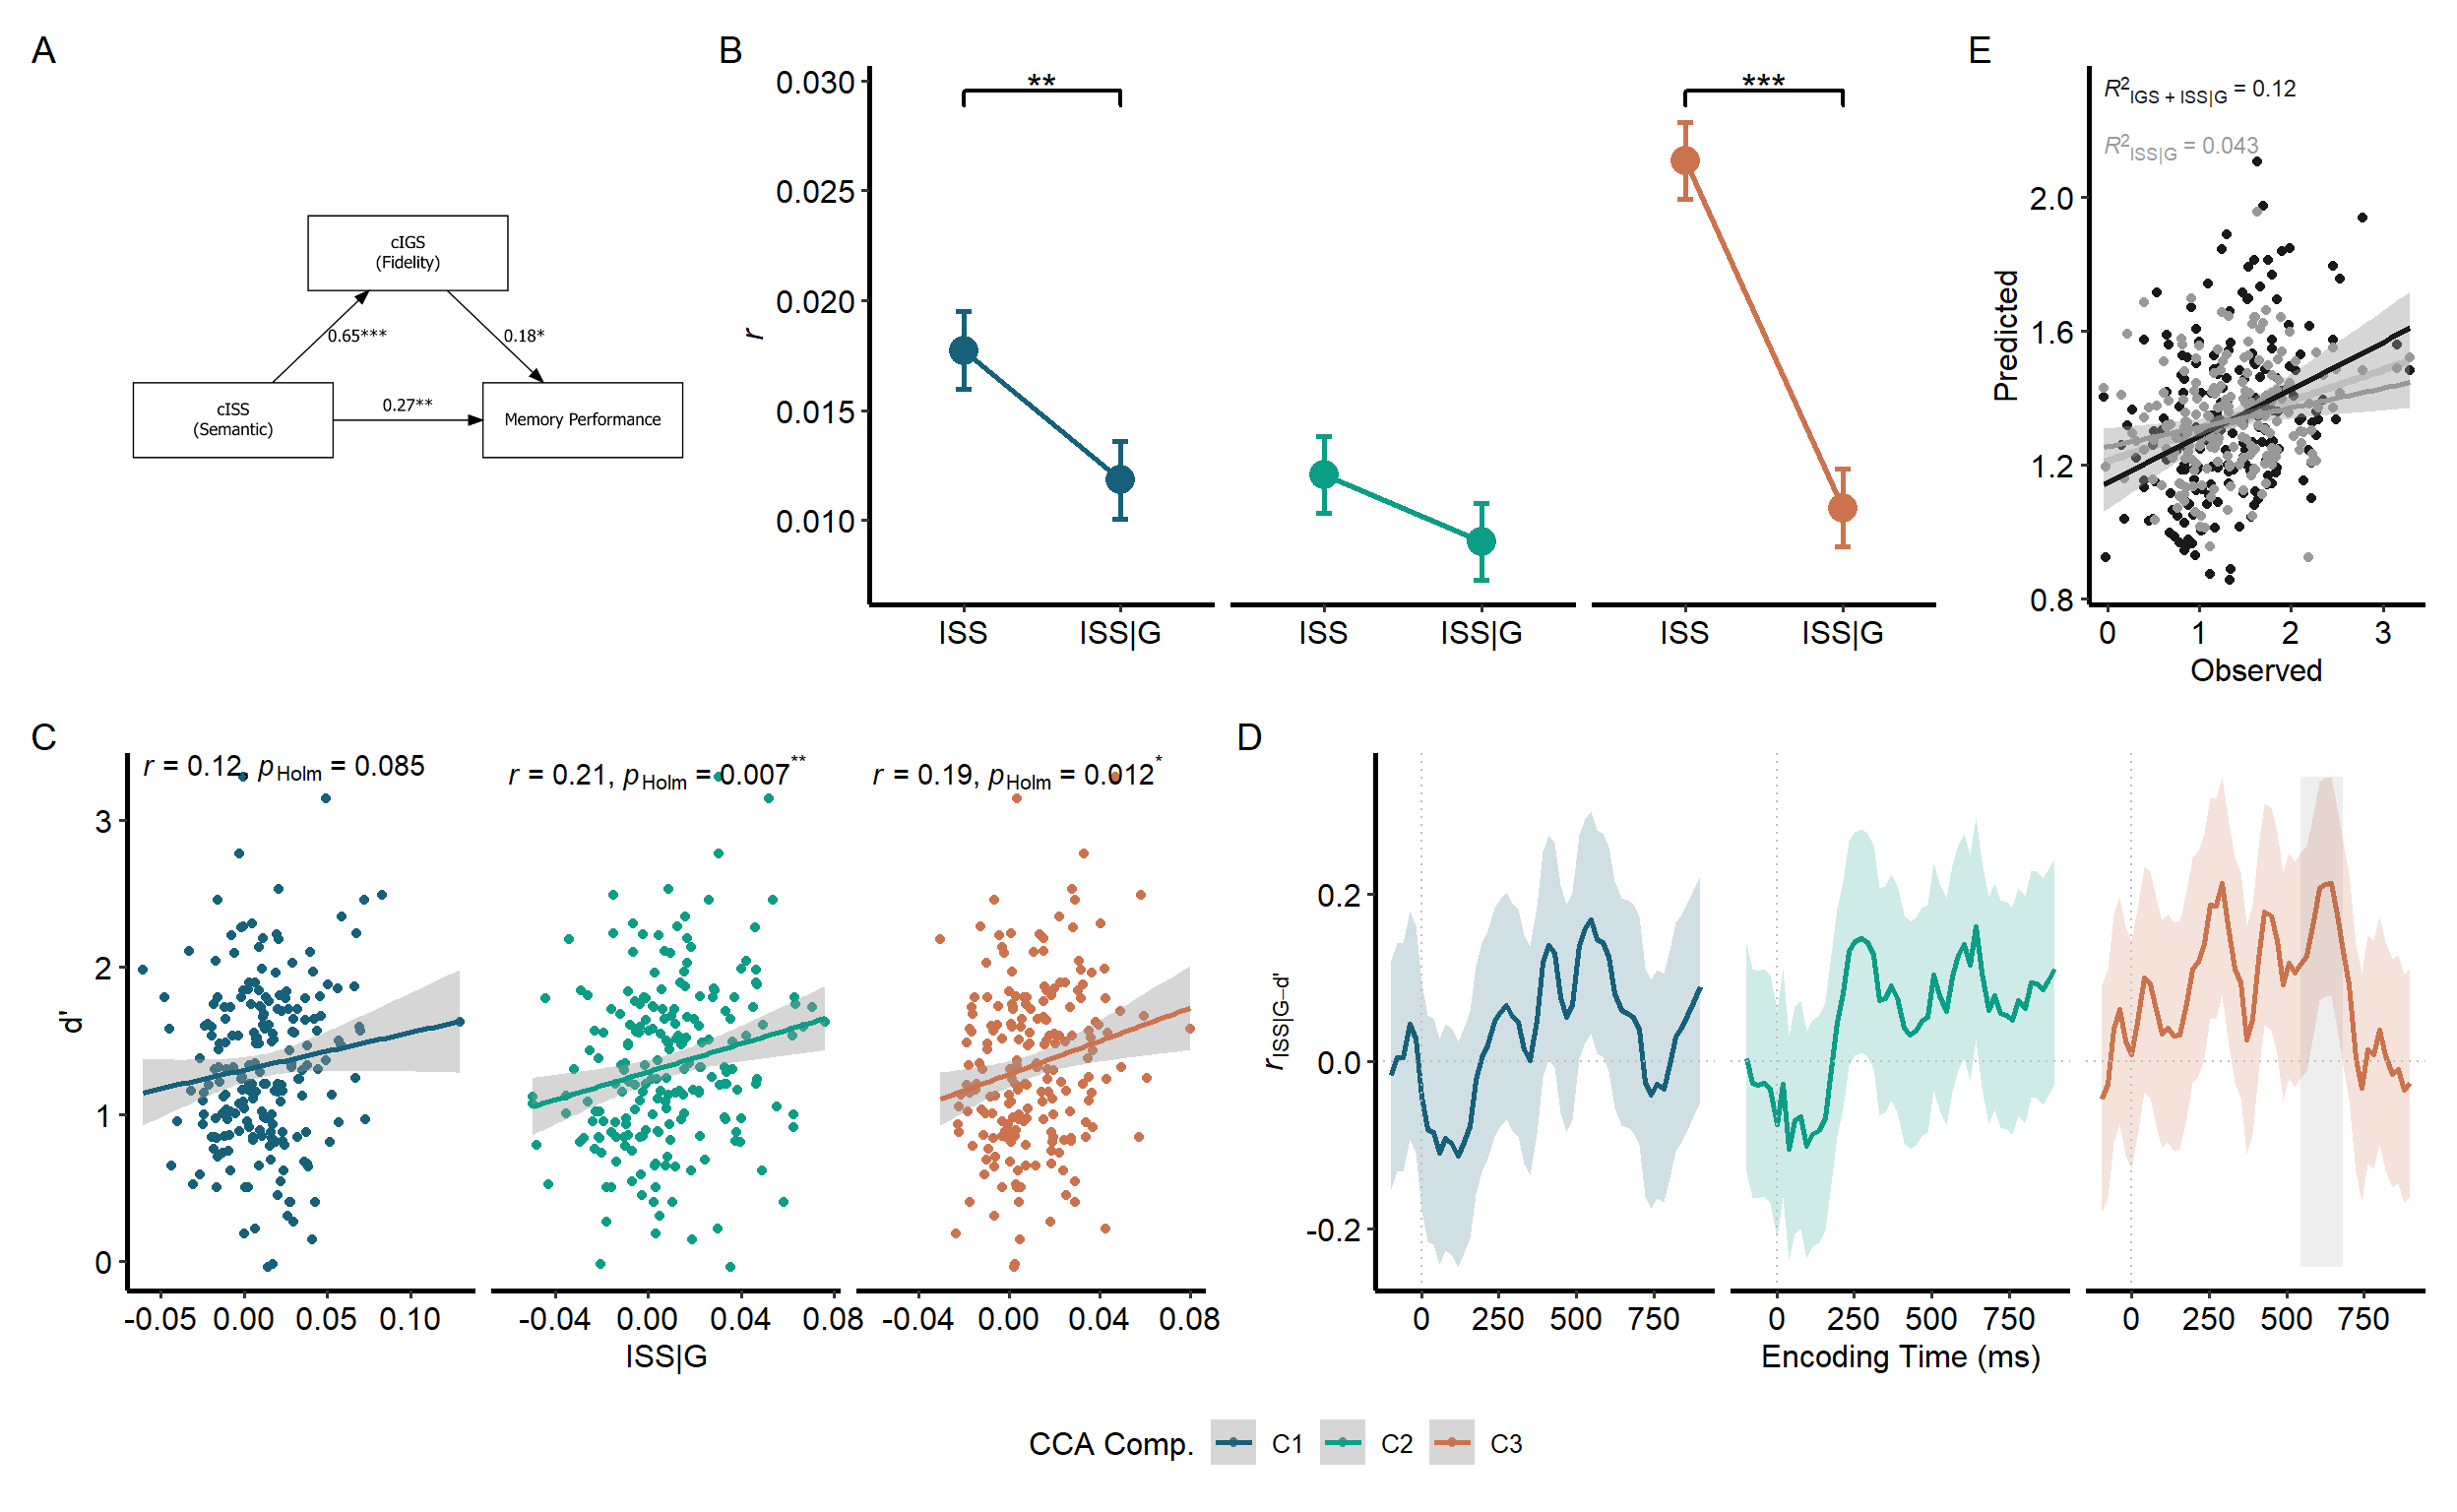 A
cIGS
(Fidelity)
0.65***
0.18*
cISS
(Semantic)
0.27**
Memory Performance
B
r
0.030
0.025
0.020
0.015
0.010
**
***
ISS ISS|G ISS ISS|G ISS ISS|G
E
R²IGS + ISS|G = 0.12
R²ISS|G = 0.043
Predicted
2.0
1.6
1.2
0.8
0 1 2 3
Observed
C
r = 0.12, pHolm = 0.085
r = 0.21, pHolm = 0.007**
r = 0.19, pHolm = 0.012*
d'
3
2
1
0
-0.05 0.00 0.05 0.10 -0.04 0.00 0.04 0.08 -0.04 0.00 0.04 0.08
ISS|G
D
rISS|G–d'
0.2
0.0
-0.2
0 250 500 750 0 250 500 750 0 250 500 750
Encoding Time (ms)
CCA Comp. C1 C2 C3